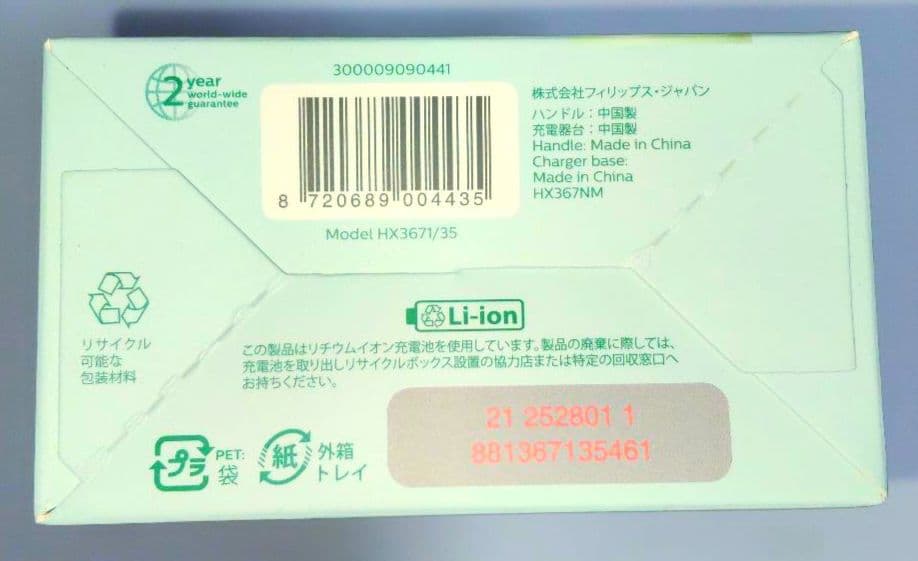 2 year
world-wide
guarantee
300009090441
8 720689 004435
Model HX3671/35
株式会社フィリップス・ジャパン
ハンドル：中国製
充電器台：中国製
Handle: Made in China
Charger base:
Made in China
HX367NM
リサイクル
可能な
包装材料
Li-ion
この製品はリチウムイオン充電池を使用しています。製品の廃棄に際しては、
充電池を取り出しリサイクルボックス設置の協力店または特定の回収窓口へ
お持ちください。
プラ
PET:
袋
紙
外箱
トレイ
21 252801 1
881367135461